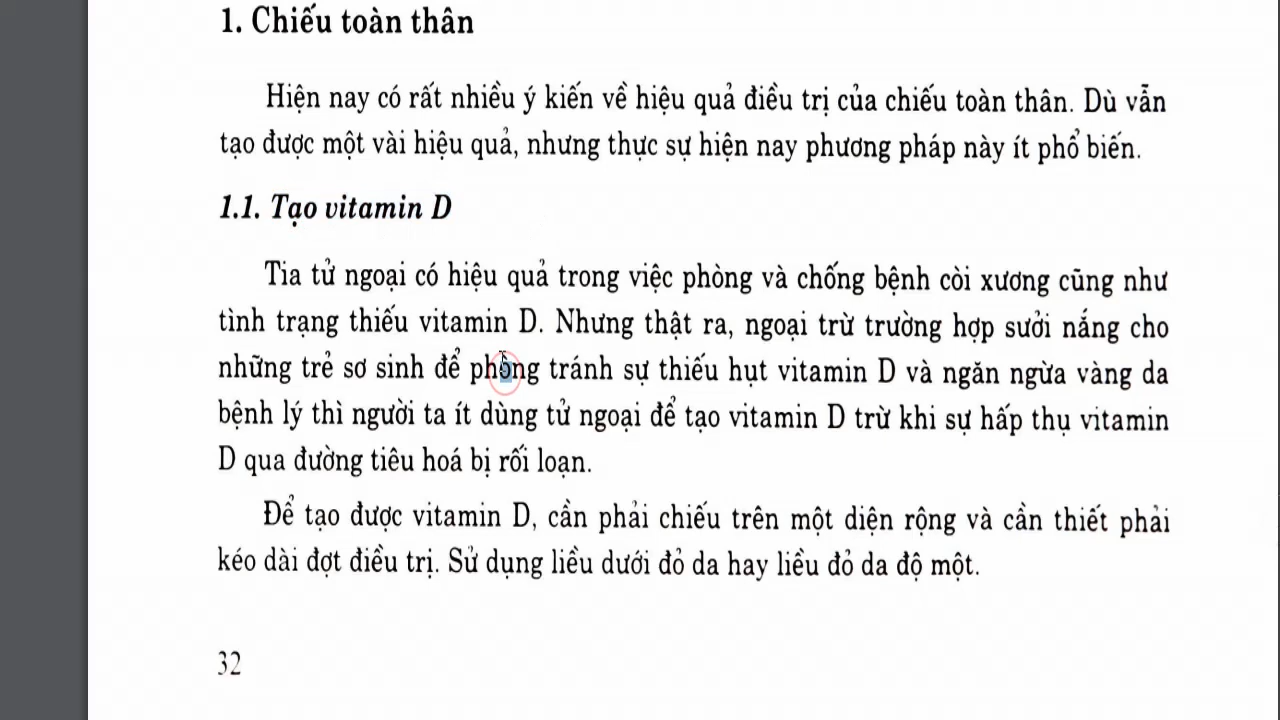 1. Chiếu toàn thân
Hiện nay có rất nhiều ý kiến về hiệu quả điều trị của chiếu toàn thân. Dù vẫn
tạo được một vài hiệu quả, nhưng thực sự hiện nay phương pháp này ít phổ biến.
1.1. Tạo vitamin D
Tia tử ngoại có hiệu quả trong việc phòng và chống bệnh còi xương cũng như
tình trạng thiếu vitamin D. Nhưng thật ra, ngoại trừ trường hợp sưởi nắng cho
những trẻ sơ sinh để phòng tránh sự thiếu hụt vitamin D và ngăn ngừa vàng da
bệnh lý thì người ta ít dùng tử ngoại để tạo vitamin D trừ khi sự hấp thụ vitamin
D qua đường tiêu hoá bị rối loạn.
Để tạo được vitamin D, cần phải chiếu trên một diện rộng và cần thiết phải
kéo dài đợt điều trị. Sử dụng liều dưới đỏ da hay liều đỏ da độ một.
32